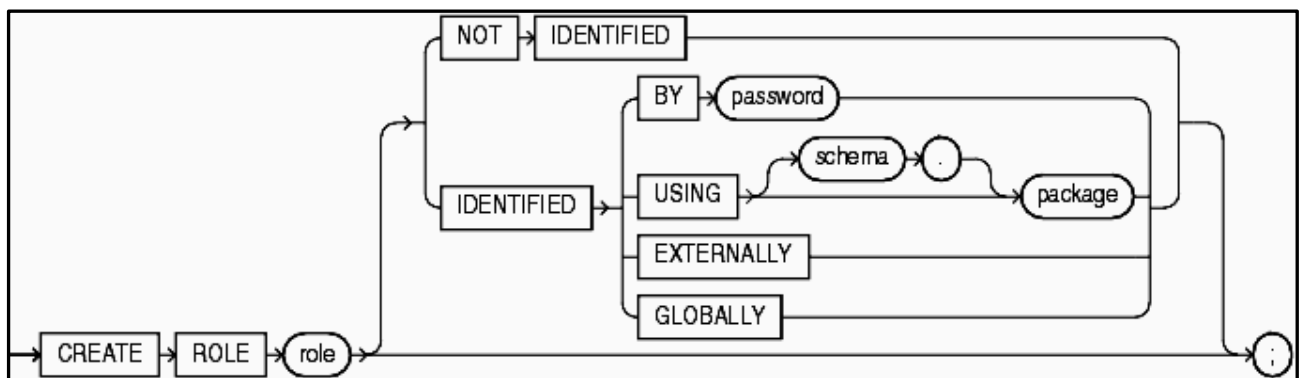 NOT IDENTIFIED
BY password
schema .
IDENTIFIED USING package
EXTERNALLY
GLOBALLY
CREATE ROLE role ;